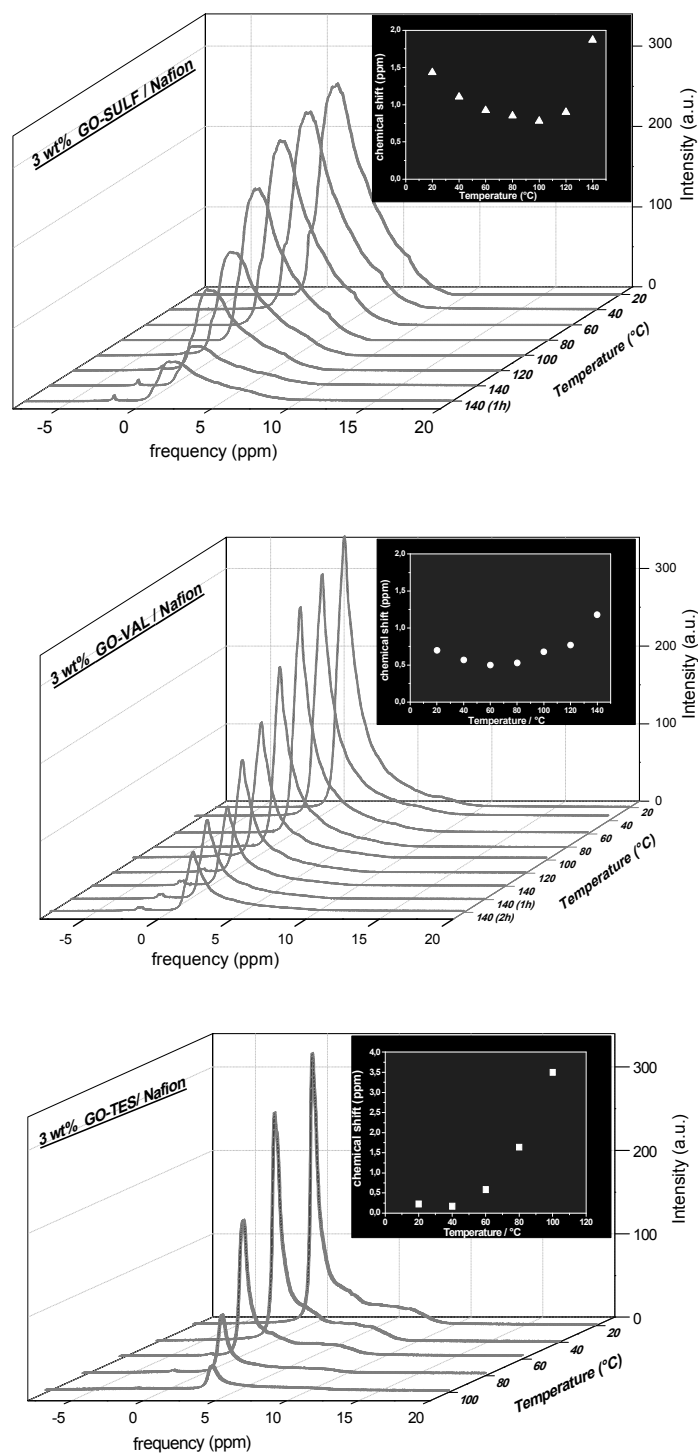 3 wt% GO-SULF / Nafion
chemical shift (ppm)
2,0
1,5
1,0
0,5
0,0
0 20 40 60 80 100 120 140
Temperature (°C)
Intensity (a.u.)
300
200
100
0
20
40
60
80
100
120
140
140 (1h)
Temperature (°C)
-5 0 5 10 15 20
frequency (ppm)
3 wt% GO-VAL / Nafion
chemical shift (ppm)
2,0
1,5
1,0
0,5
0,0
0 20 40 60 80 100 120 140
Temperature / °C
Intensity (a.u.)
300
200
100
0
20
40
60
80
100
120
140
140 (1h)
140 (2h)
Temperature (°C)
-5 0 5 10 15 20
frequency (ppm)
3 wt% GO-TES/ Nafion
chemical shift (ppm)
4,0
3,5
3,0
2,5
2,0
1,5
1,0
0,5
0,0
0 20 40 60 80 100 120
Temperature / °C
Intensity (a.u.)
300
200
100
0
20
40
60
80
100
Temperature (°C)
-5 0 5 10 15 20
frequency (ppm)